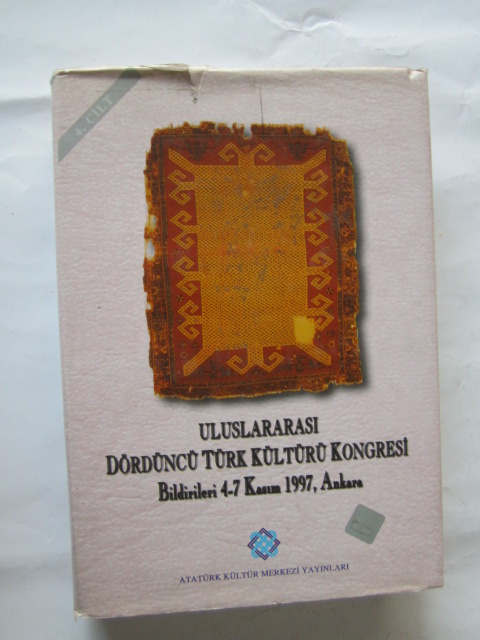 4. CİLT
ULUSLARARASI
DÖRDÜNCÜ TÜRK KÜLTÜRÜ KONGRESİ
Bildirileri 4-7 Kasım 1997, Ankara
ATATÜRK KÜLTÜR MERKEZİ YAYINLARI